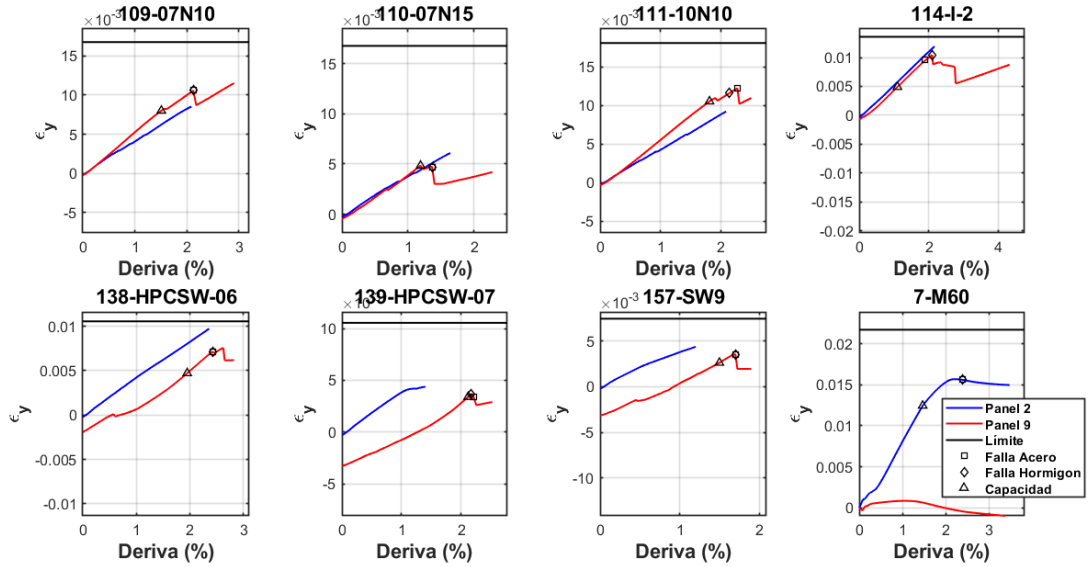 109-07N10
×10⁻³
15
10
5
0
-5
ϵy
0
1
2
3
Deriva (%)
110-07N15
×10⁻³
15
10
5
0
ϵy
0
1
2
Deriva (%)
111-10N10
×10⁻³
15
10
5
0
-5
ϵy
0
1
2
Deriva (%)
114-I-2
0.01
0.005
0
-0.005
-0.01
-0.015
-0.02
ϵy
0
2
4
Deriva (%)
138-HPCSW-06
0.01
0.005
0
-0.005
-0.01
ϵy
0
1
2
3
Deriva (%)
139-HPCSW-07
10
5
0
-5
ϵy
0
1
2
Deriva (%)
157-SW9
×10⁻³
5
0
-5
-10
ϵy
0
1
2
Deriva (%)
7-M60
0.02
0.015
0.01
0.005
0
ϵy
0
1
2
3
Deriva (%)
Panel 2
Panel 9
Límite
Falla Acero
Falla Hormigon
Capacidad